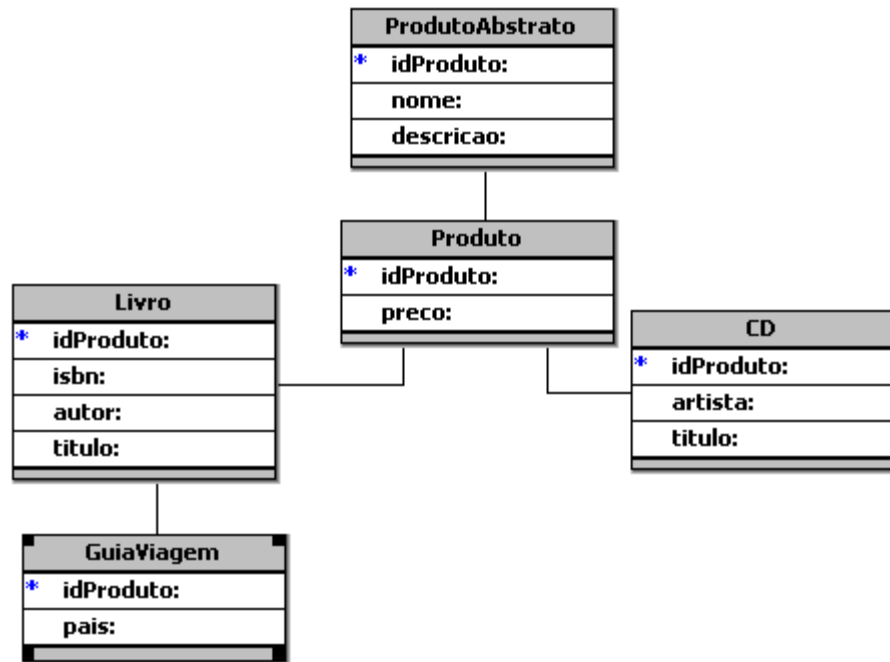 ProdutoAbstrato
* idProduto:
nome:
descricao:
Produto
* idProduto:
preco:
Livro
* idProduto:
isbn:
autor:
titulo:
CD
* idProduto:
artista:
titulo:
GuiaViagem
* idProduto:
pais: